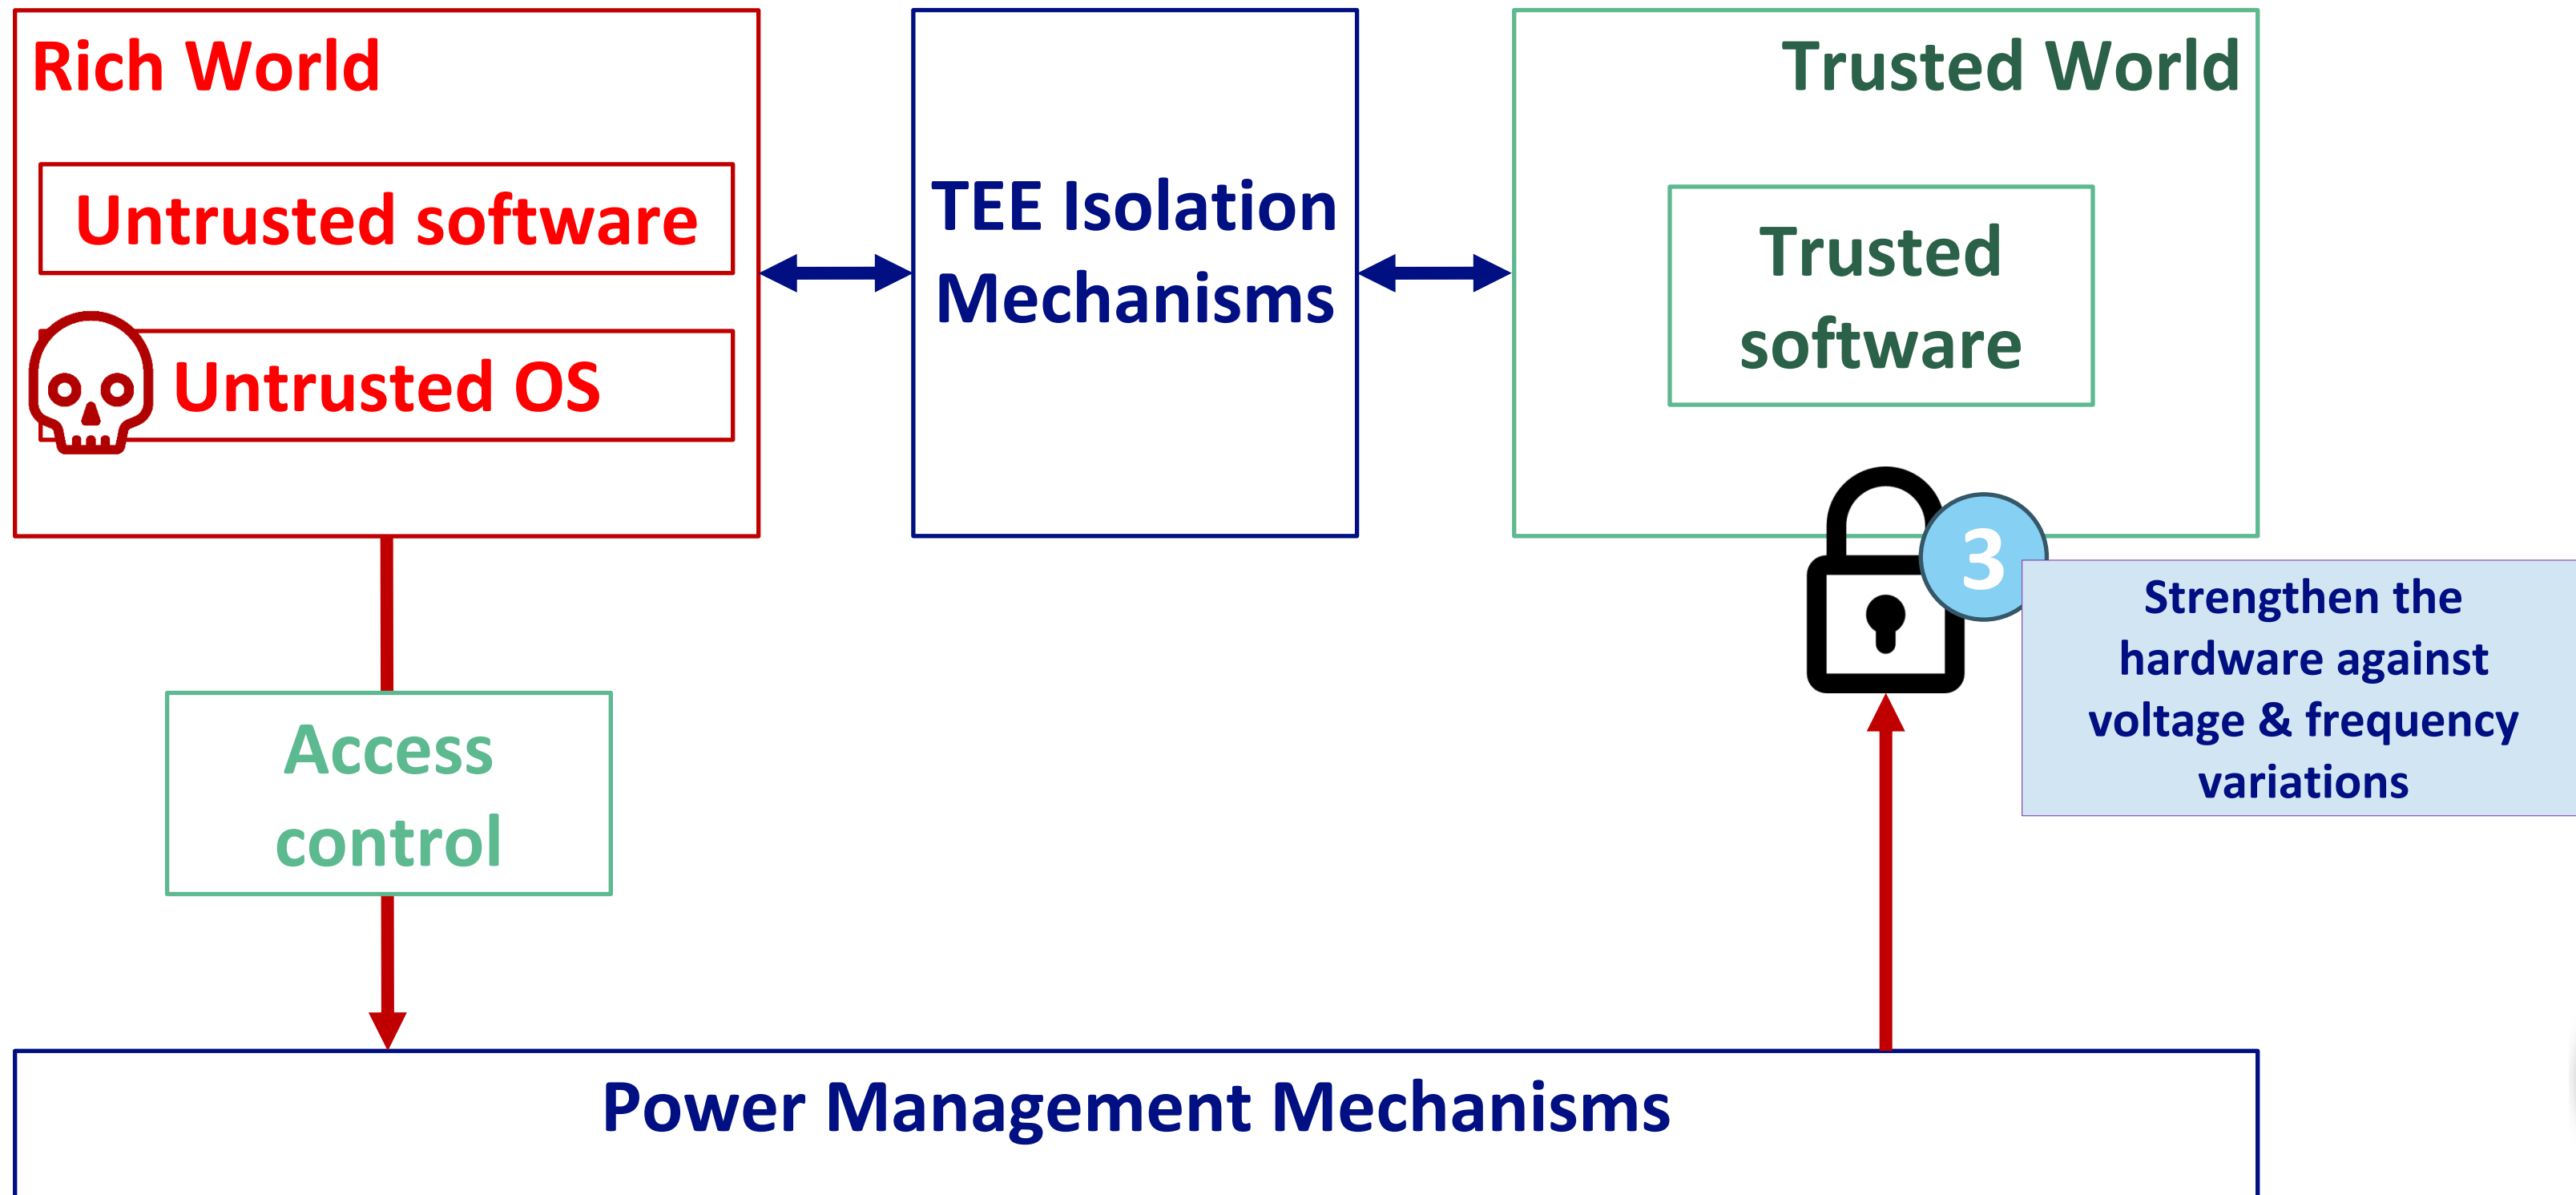 Rich World
Untrusted software
Untrusted OS
TEE Isolation
Mechanisms
Trusted World
Trusted
software
3
Strengthen the
hardware against
voltage & frequency
variations
Access
control
Power Management Mechanisms